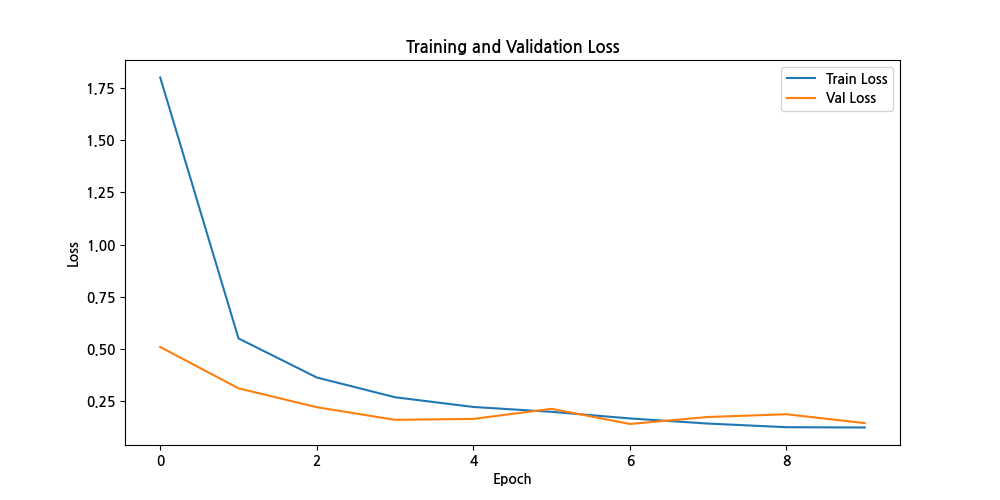 Training and Validation Loss
Train Loss
Val Loss
1.75
1.50
1.25
1.00
0.75
0.50
0.25
Loss
0 2 4 6 8
Epoch